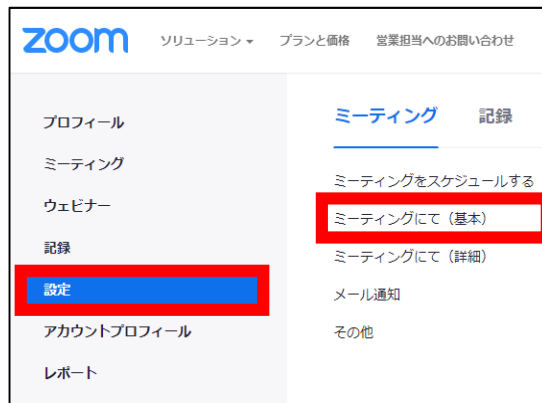 zoom ソリューション プランと価格 営業担当へのお問い合わせ
プロフィール
ミーティング
ウェビナー
記録
設定
アカウントプロフィール
レポート
ミーティング 記録
ミーティングをスケジュールする
ミーティングにて（基本）
ミーティングにて（詳細）
メール通知
その他